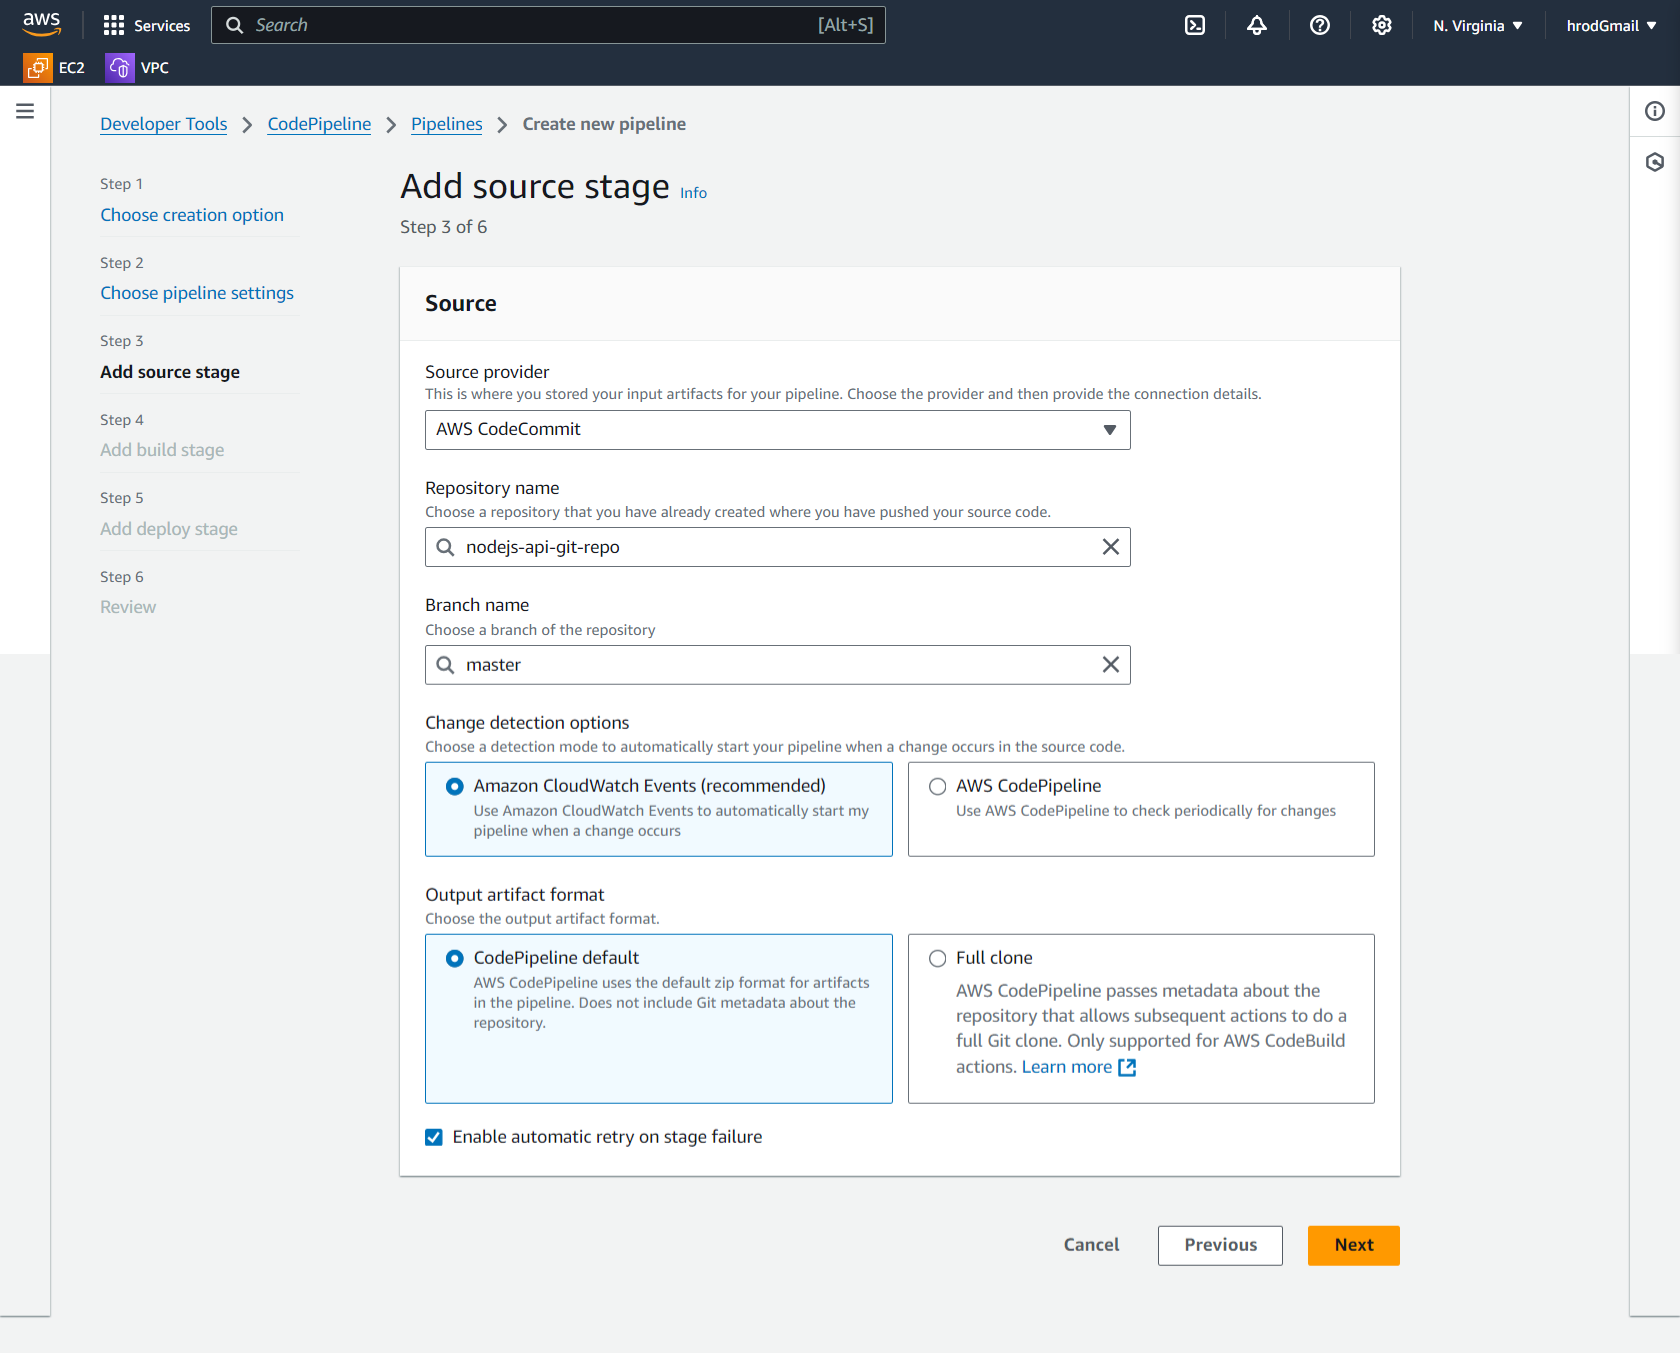 aws
Services
Search
[Alt+S]
N. Virginia
hrodGmail
EC2
VPC
Developer Tools
CodePipeline
Pipelines
Create new pipeline
Step 1
Choose creation option
Step 2
Choose pipeline settings
Step 3
Add source stage
Step 4
Add build stage
Step 5
Add deploy stage
Step 6
Review
Add source stage Info
Step 3 of 6
Source
Source provider
This is where you stored your input artifacts for your pipeline. Choose the provider and then provide the connection details.
AWS CodeCommit
Repository name
Choose a repository that you have already created where you have pushed your source code.
nodejs-api-git-repo
Branch name
Choose a branch of the repository
master
Change detection options
Choose a detection mode to automatically start your pipeline when a change occurs in the source code.
Amazon CloudWatch Events (recommended)
Use Amazon CloudWatch Events to automatically start my
pipeline when a change occurs
AWS CodePipeline
Use AWS CodePipeline to check periodically for changes
Output artifact format
Choose the output artifact format.
CodePipeline default
AWS CodePipeline uses the default zip format for artifacts
in the pipeline. Does not include Git metadata about the
repository.
Full clone
AWS CodePipeline passes metadata about the
repository that allows subsequent actions to do a
full Git clone. Only supported for AWS CodeBuild
actions. Learn more
Enable automatic retry on stage failure
Cancel
Previous
Next